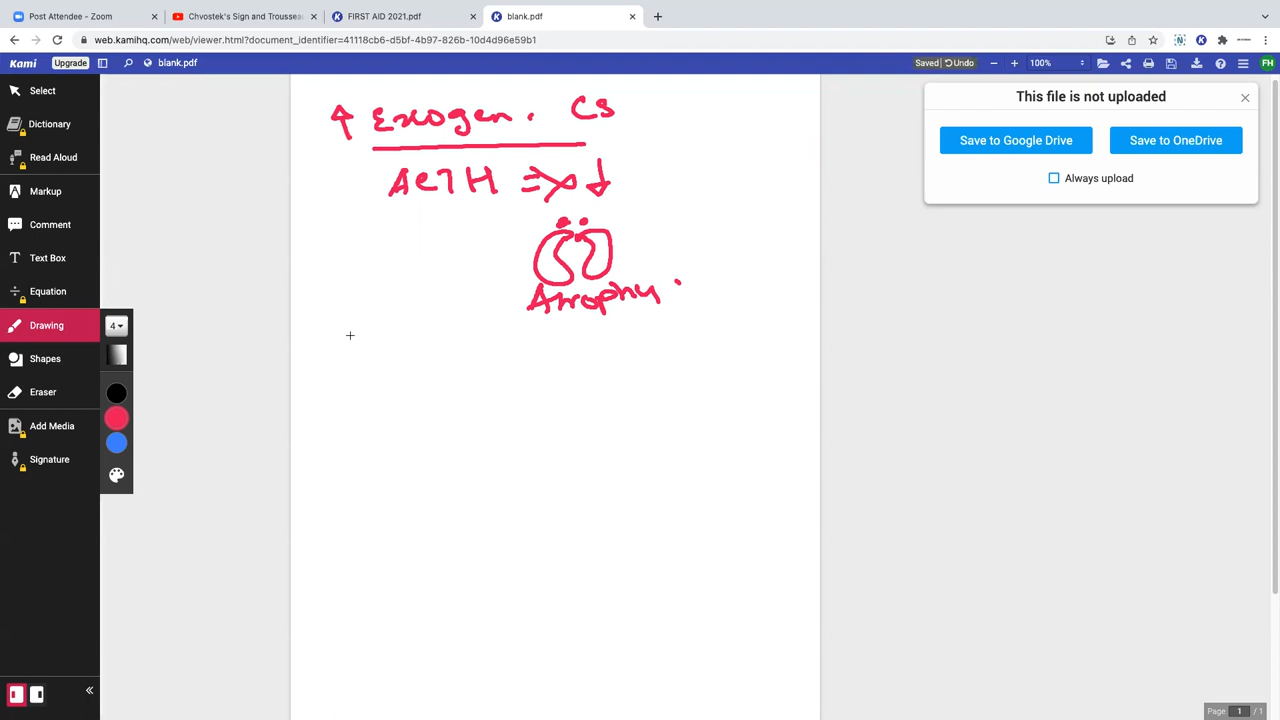 Post Attendee - Zoom
Chvostek's Sign and Trousseau
FIRST AID 2021.pdf
blank.pdf
web.kamihq.com/web/viewer.html?document_identifier=41118cb6-d5bf-4b97-826b-10d4d96e59b1
Kami
Upgrade
blank.pdf
Saved
Undo
100%
FH
Select
Dictionary
Read Aloud
Markup
Comment
Text Box
Equation
Drawing
Shapes
Eraser
Add Media
Signature
4
↑ Exogen. CS
ACTH => ↓
Atrophy.
This file is not uploaded
Save to Google Drive
Save to OneDrive
Always upload
Page 1 / 1